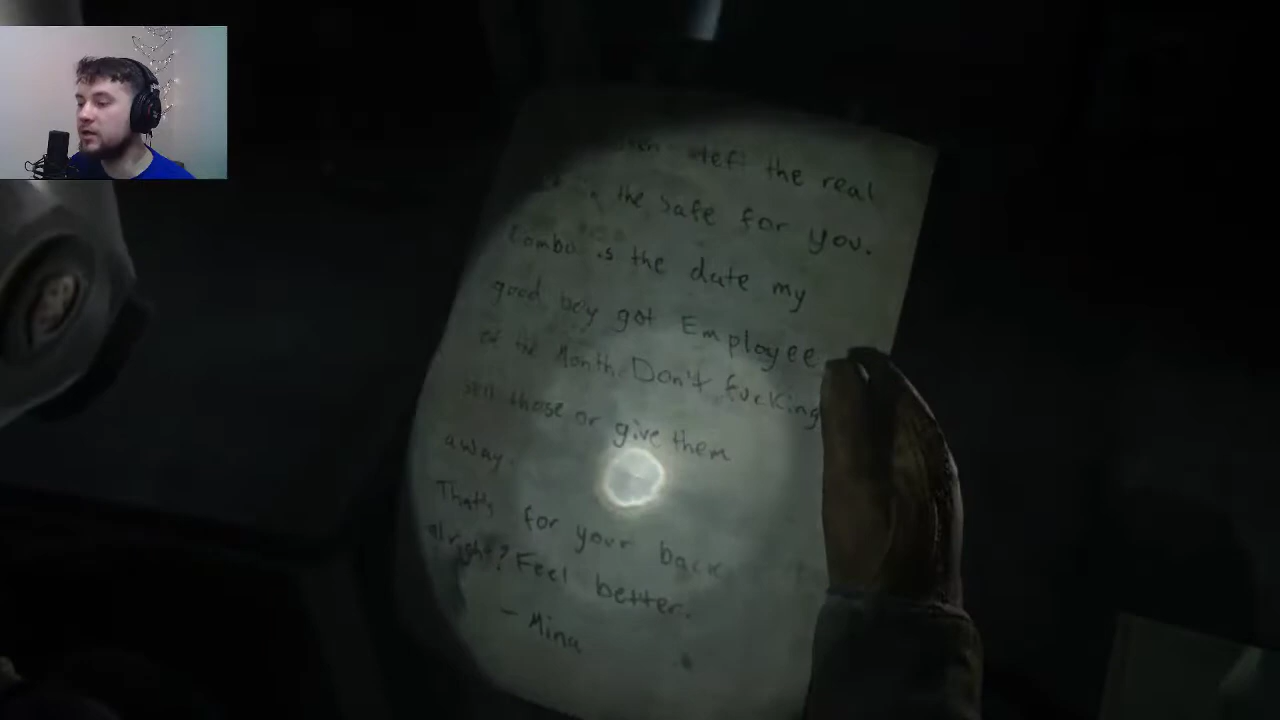 left the real
the safe for you.
Combo is the date my
good boy got Employee
of the Month. Don't fucking
sell those or give them
away.
That's for your back
alright? Feel better.
- Mina